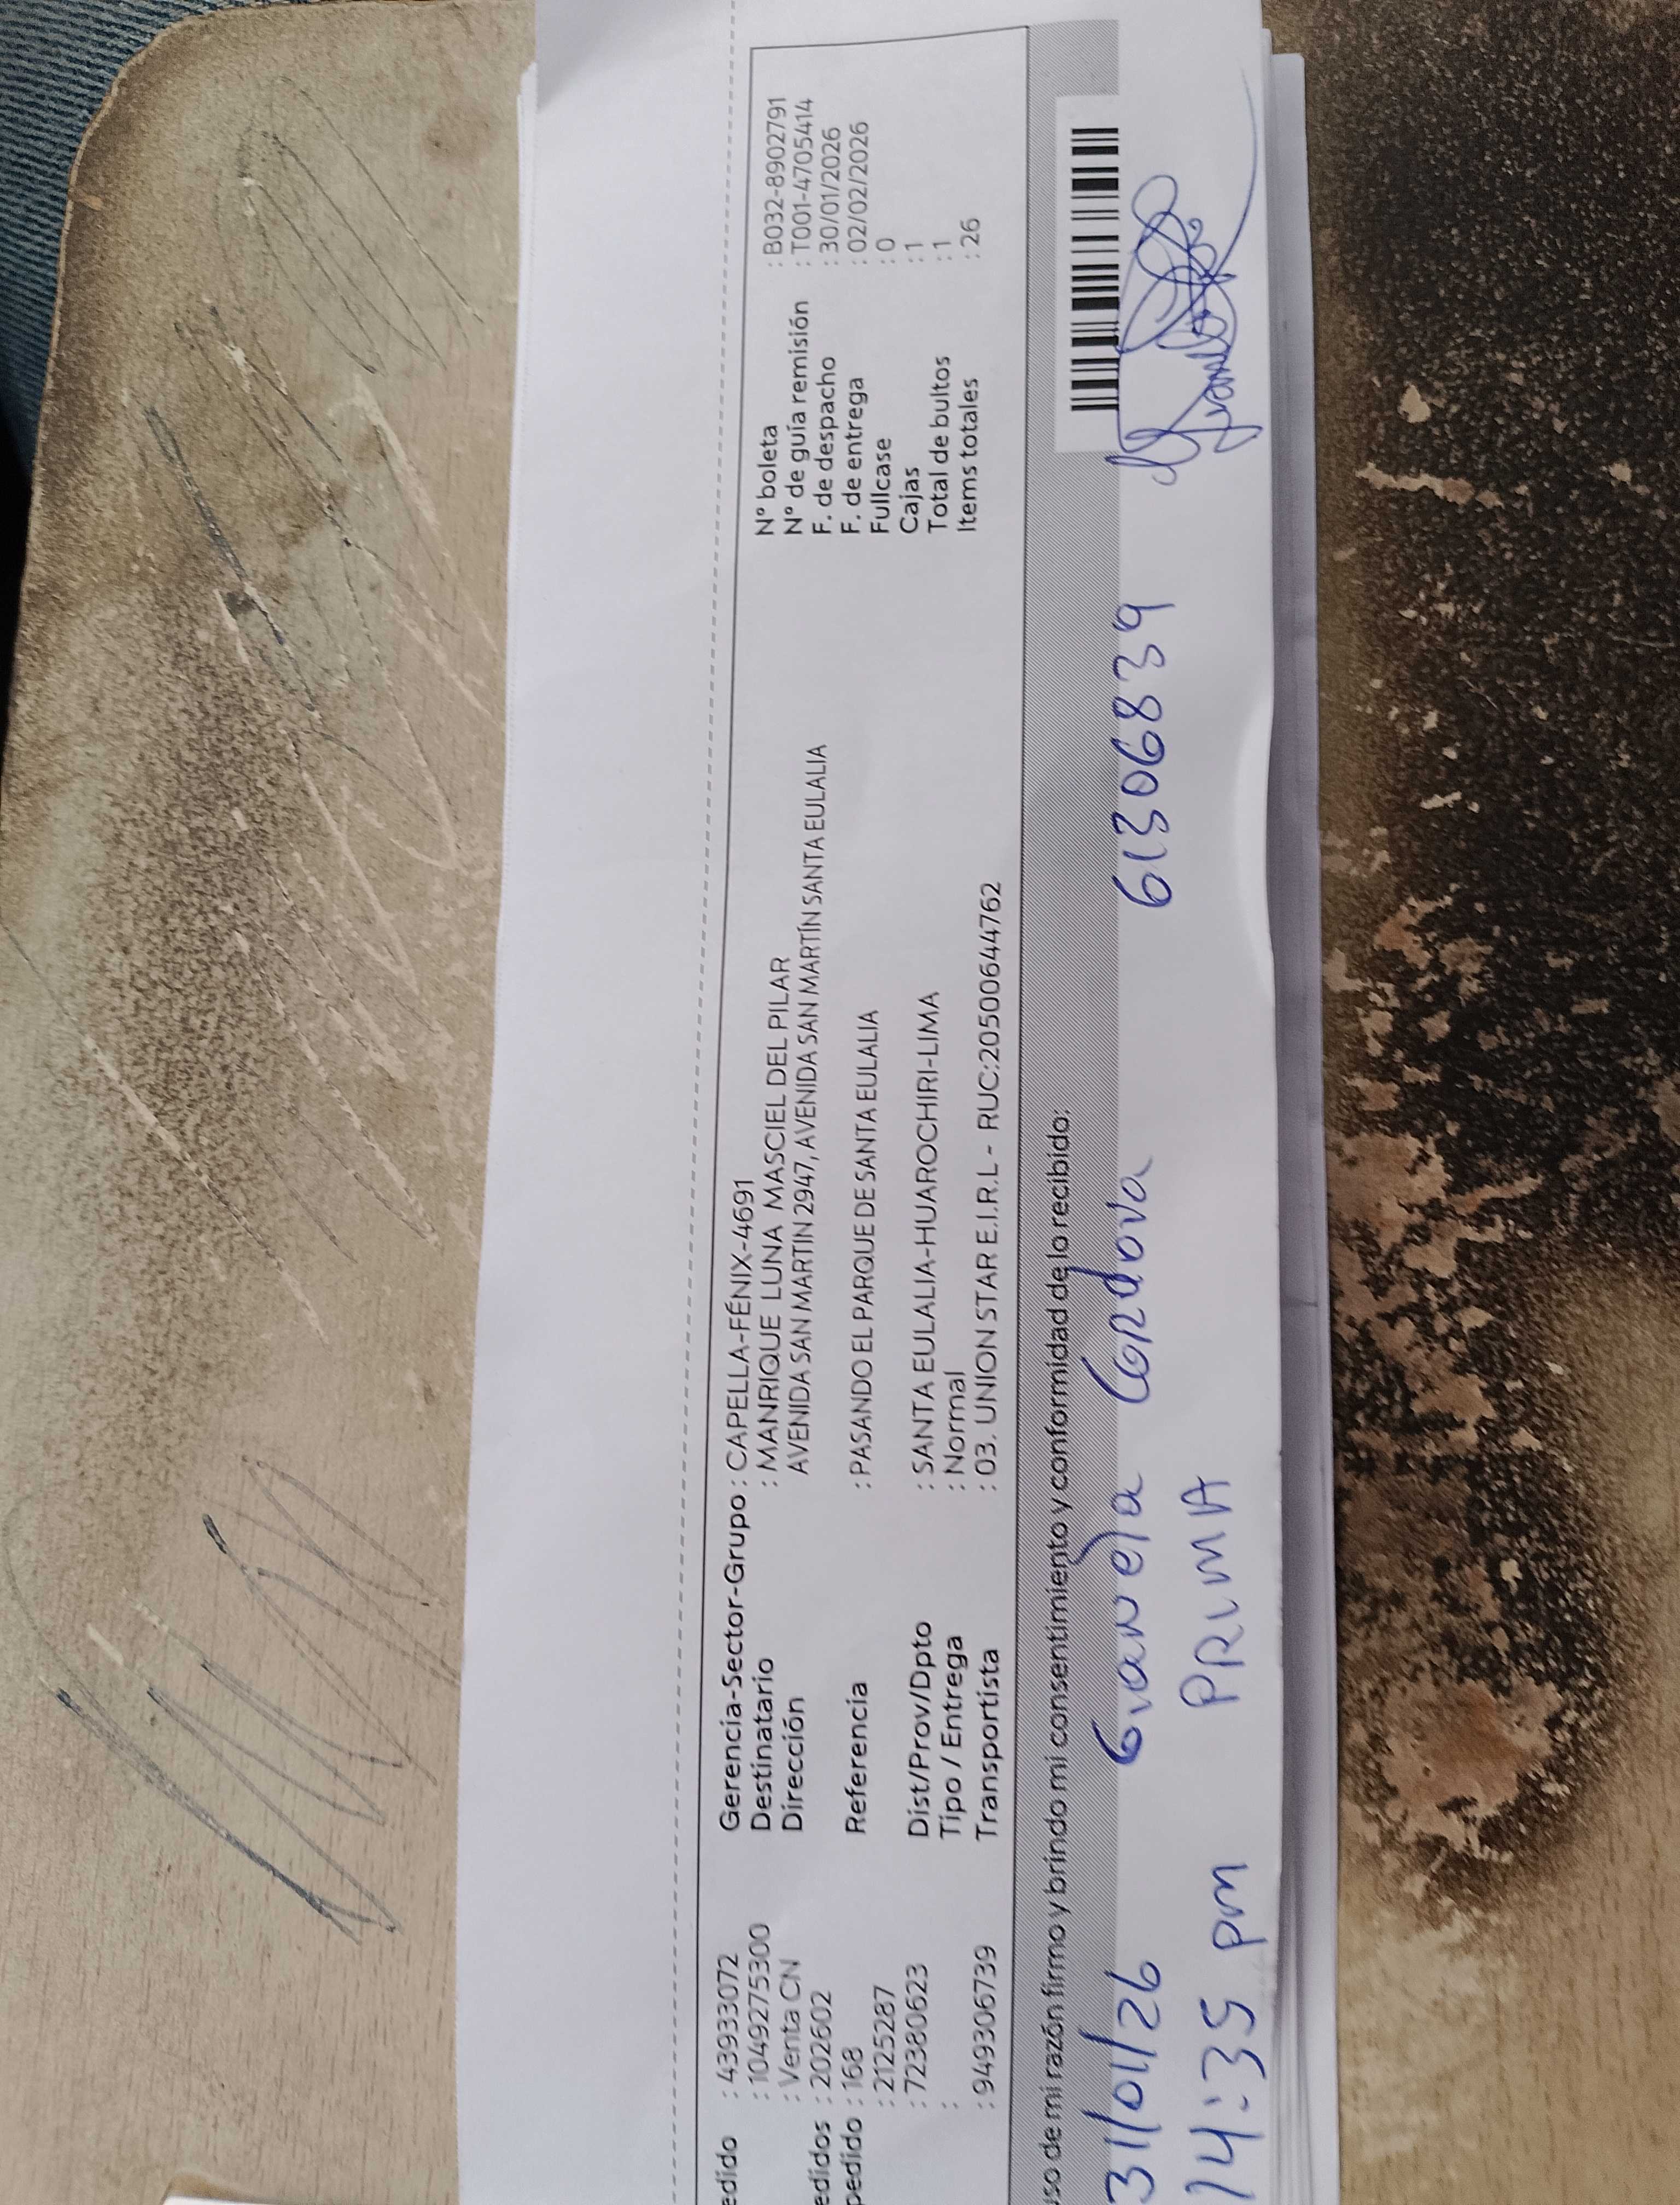 edido : 43933072
: 10492753​00
: Venta CN
edidos : 202602
pedido : 168
: 2125287
: 72380623
:
: 949306739
Gerencia-Sector-Grupo : CAPELLA-FÉNIX-4691
Destinatario : MANRIQUE LUNA MASCIEL DEL PILAR
Dirección AVENIDA SAN MARTIN 2947, AVENIDA SAN MARTÍN SANTA EULALIA
Referencia : PASANDO EL PARQUE DE SANTA EULALIA
Dist/Prov/Dpto : SANTA EULALIA-HUAROCHIRI-LIMA
Tipo / Entrega : Normal
Transportista : 03. UNION STAR E.I.R.L - RUC:20500644762
N° boleta : B032-8902791
N° de guía remisión : T001-4705414
F. de despacho : 30/01/2026
F. de entrega : 02/02/2026
Fullcase : 0
Cajas : 1
Total de bultos : 1
Items totales : 26
uso de mi razón firmo y brindo mi consentimiento y conformidad de lo recibido:
31/01/26 Gianela Cordova 61306839
14:35 pm PRIMA